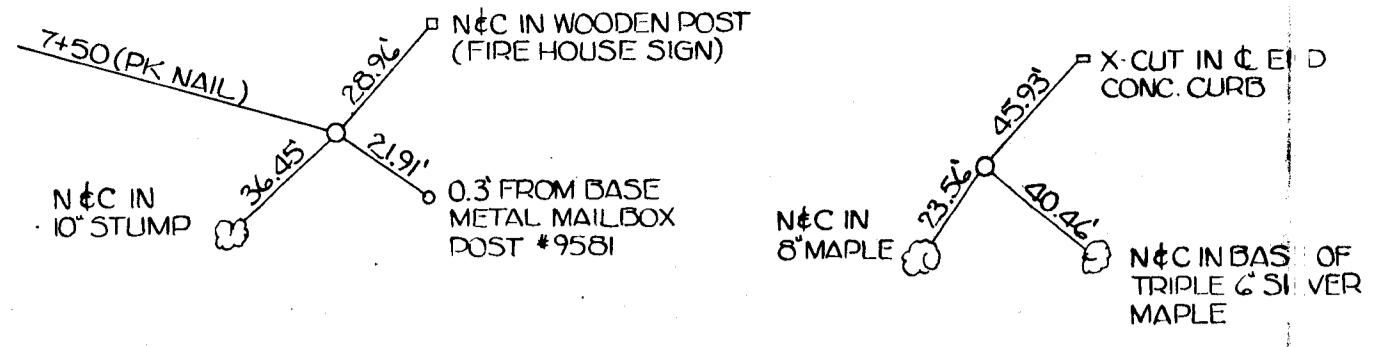 7+50 (PK NAIL)
28.96'
N¢C IN WOODEN POST
(FIRE HOUSE SIGN)
36.45'
21.91'
N¢C IN
10" STUMP
0.3' FROM BASE
METAL MAILBOX
POST #9581
45.93'
X-CUT IN ℄ E D
CONC. CURB
23.56'
40.46'
N¢C IN
8" MAPLE
N¢C IN BAS OF
TRIPLE 6" SI VER
MAPLE